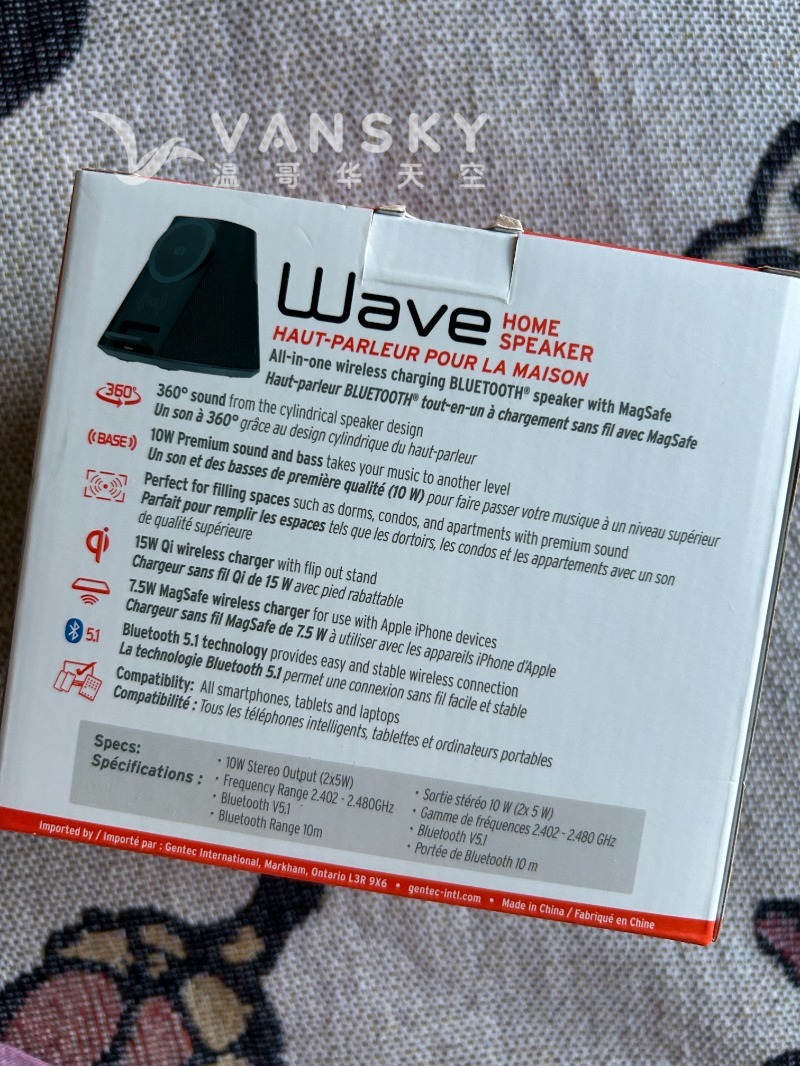 VANSKY
温哥华天空
Wave HOME SPEAKER
HAUT-PARLEUR POUR LA MAISON
All-in-one wireless charging BLUETOOTH® speaker with MagSafe
Haut-parleur BLUETOOTH® tout-en-un à chargement sans fil avec MagSafe
360°
360° sound from the cylindrical speaker design
Un son à 360° grâce au design cylindrique du haut-parleur
(BASE)
10W Premium sound and bass takes your music to another level
Un son et des basses de première qualité (10 W) pour faire passer votre musique à un niveau supérieur
Perfect for filling spaces such as dorms, condos, and apartments with premium sound
Parfait pour remplir les espaces tels que les dortoirs, les condos et les appartements avec un son
de qualité supérieure
qi
15W Qi wireless charger with flip out stand
Chargeur sans fil Qi de 15 W avec pied rabattable
7.5W MagSafe wireless charger for use with Apple iPhone devices
Chargeur sans fil MagSafe de 7.5 W à utiliser avec les appareils iPhone d'Apple
5.1
Bluetooth 5.1 technology provides easy and stable wireless connection
La technologie Bluetooth 5.1 permet une connexion sans fil facile et stable
Compatiblity: All smartphones, tablets and laptops
Compatibilité : Tous les téléphones intelligents, tablettes et ordinateurs portables
Specs:
Spécifications :
• 10W Stereo Output (2x5W)
• Frequency Range 2.402 - 2.480GHz
• Bluetooth V5.1
• Bluetooth Range 10m
• Sortie stéréo 10 W (2x 5 W)
• Gamme de fréquences 2.402 - 2.480 GHz
• Bluetooth V5.1
• Portée de Bluetooth 10 m
Imported by / Importé par : Gentec International, Markham, Ontario L3R 9X6 • gentec-intl.com • Made in China / Fabriqué en Chine